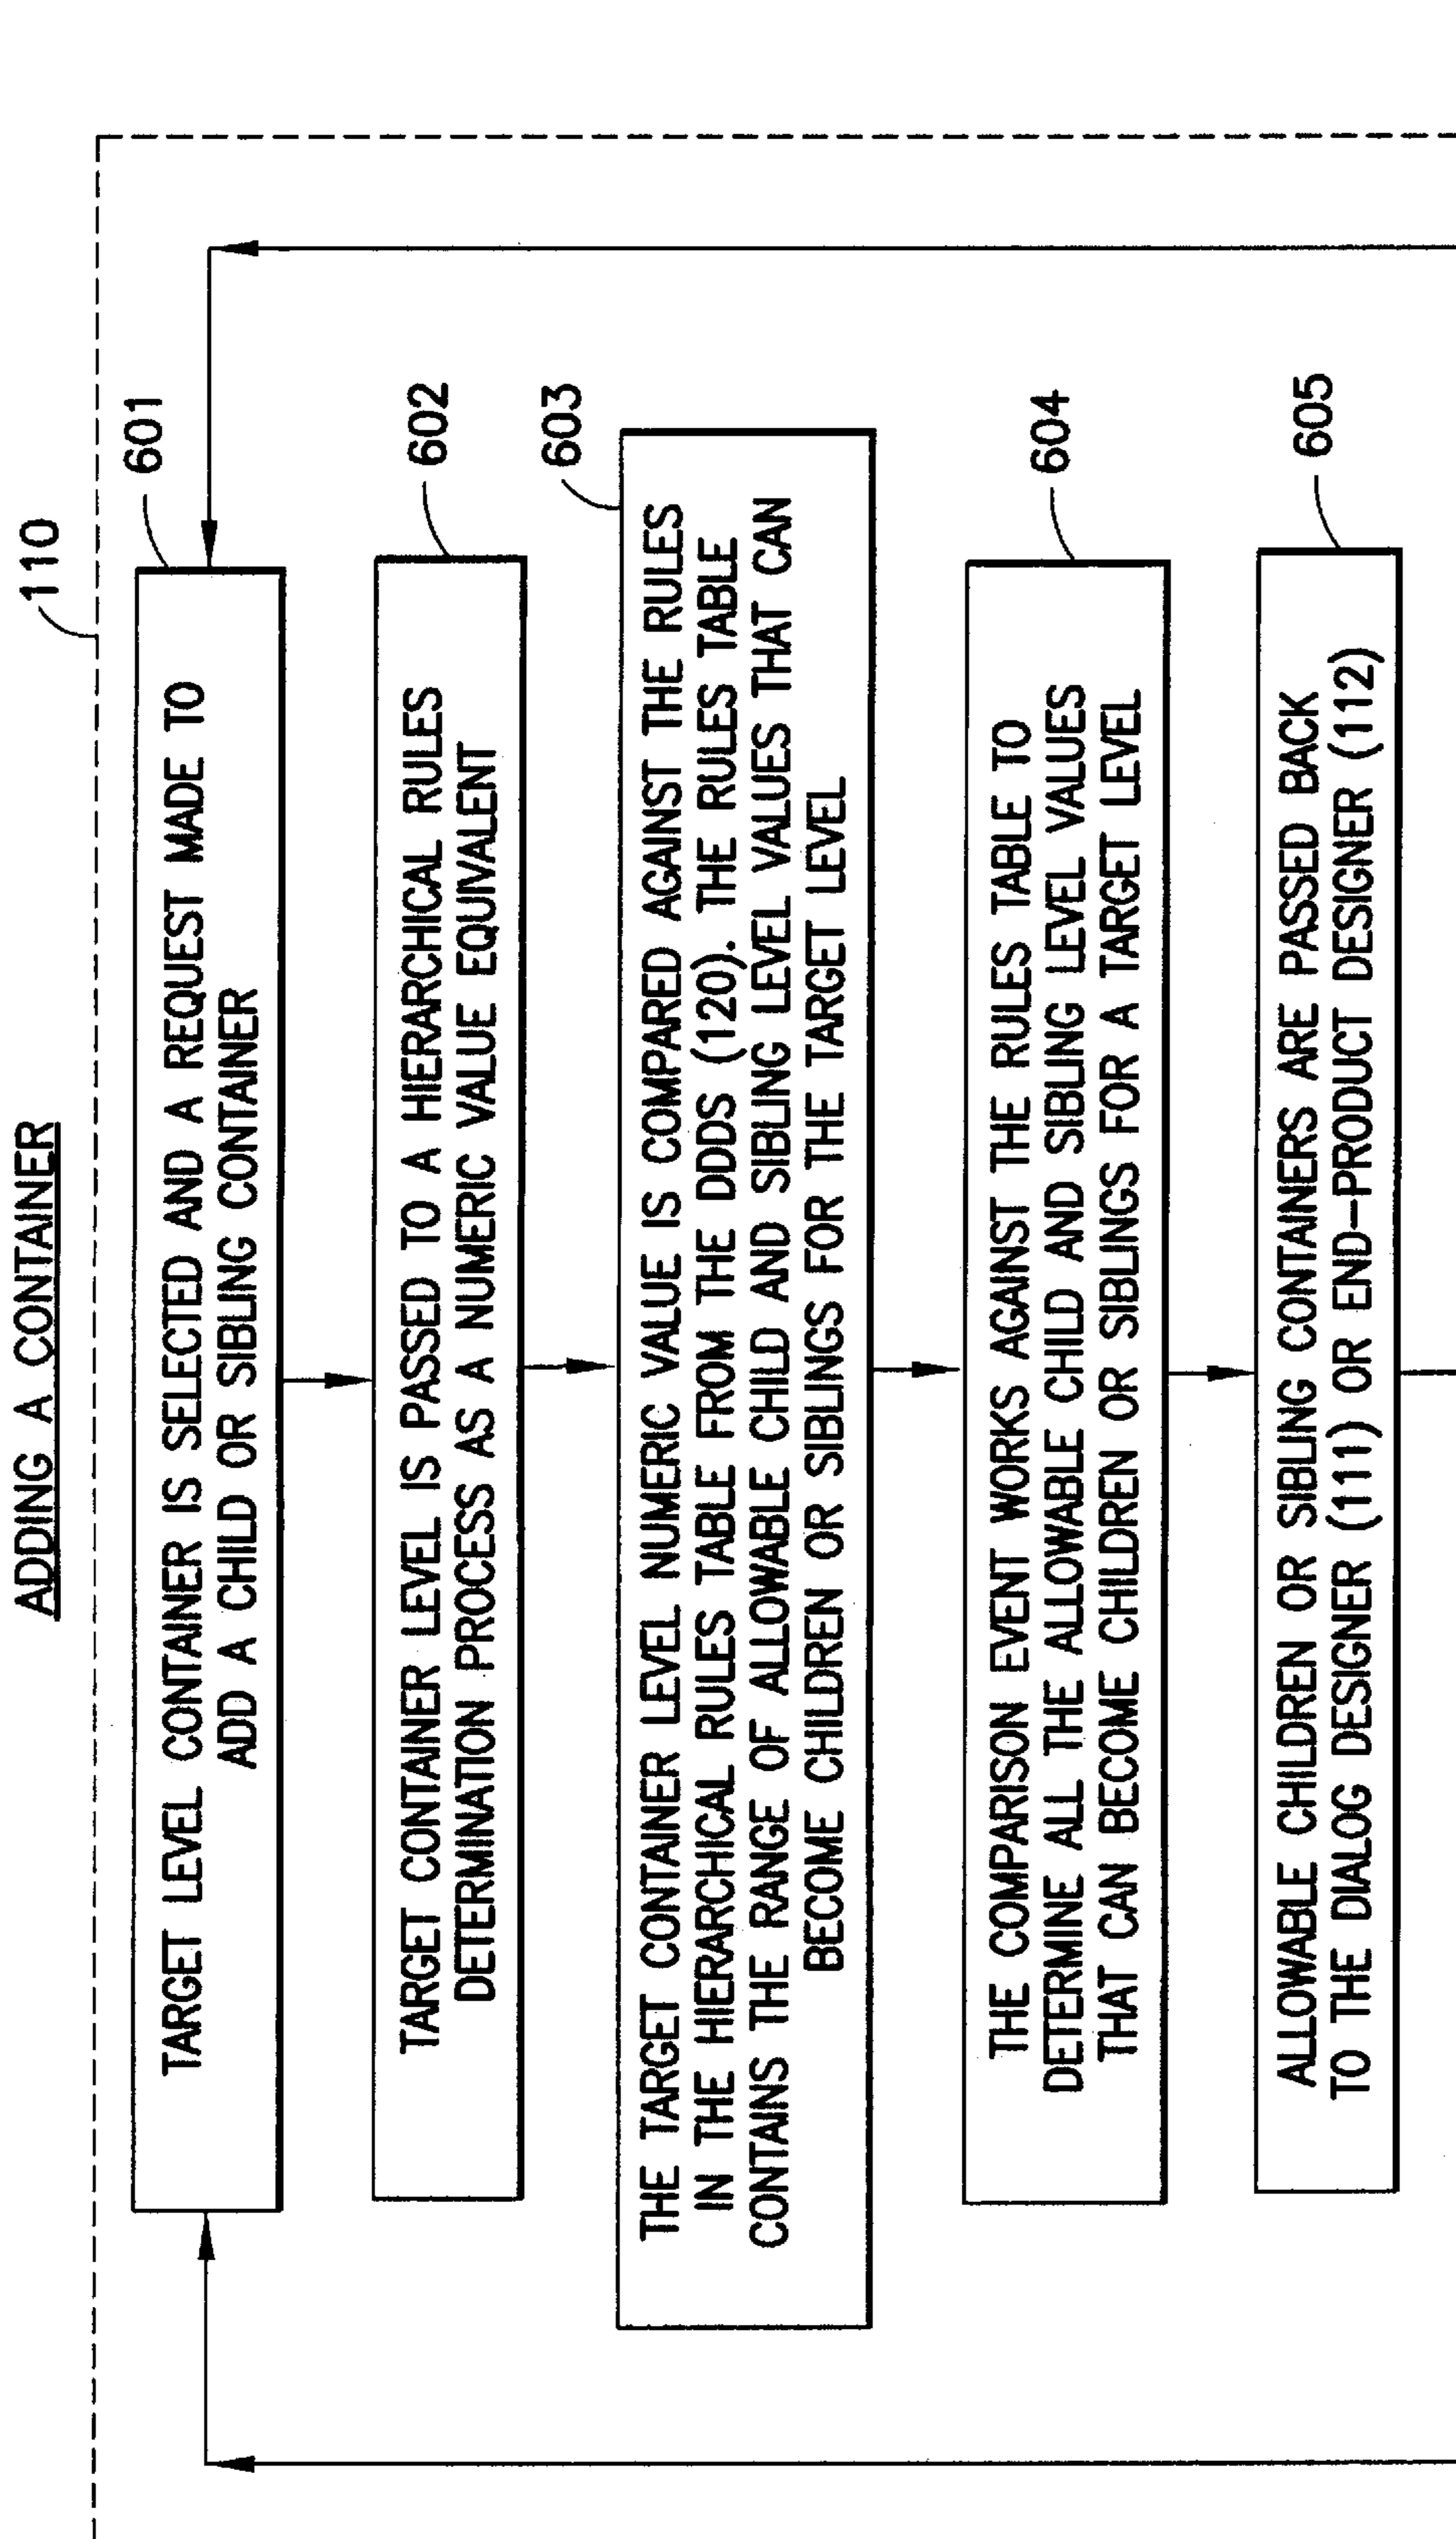 ADDING A CONTAINER
110
601
TARGET LEVEL CONTAINER IS SELECTED AND A REQUEST MADE TO
ADD A CHILD OR SIBLING CONTAINER
602
TARGET CONTAINER LEVEL IS PASSED TO A HIERARCHICAL RULES
DETERMINATION PROCESS AS A NUMERIC VALUE EQUIVALENT
603
THE TARGET CONTAINER LEVEL NUMERIC VALUE IS COMPARED AGAINST THE RULES
IN THE HIERARCHICAL RULES TABLE FROM THE DDDS (120). THE RULES TABLE
CONTAINS THE RANGE OF ALLOWABLE CHILD AND SIBLING LEVEL VALUES THAT CAN
BECOME CHILDREN OR SIBLINGS FOR THE TARGET LEVEL
604
THE COMPARISON EVENT WORKS AGAINST THE RULES TABLE TO
DETERMINE ALL THE ALLOWABLE CHILD AND SIBLING LEVEL VALUES
THAT CAN BECOME CHILDREN OR SIBLINGS FOR A TARGET LEVEL
605
ALLOWABLE CHILDREN OR SIBLING CONTAINERS ARE PASSED BACK
TO THE DIALOG DESIGNER (111) OR END-PRODUCT DESIGNER (112)